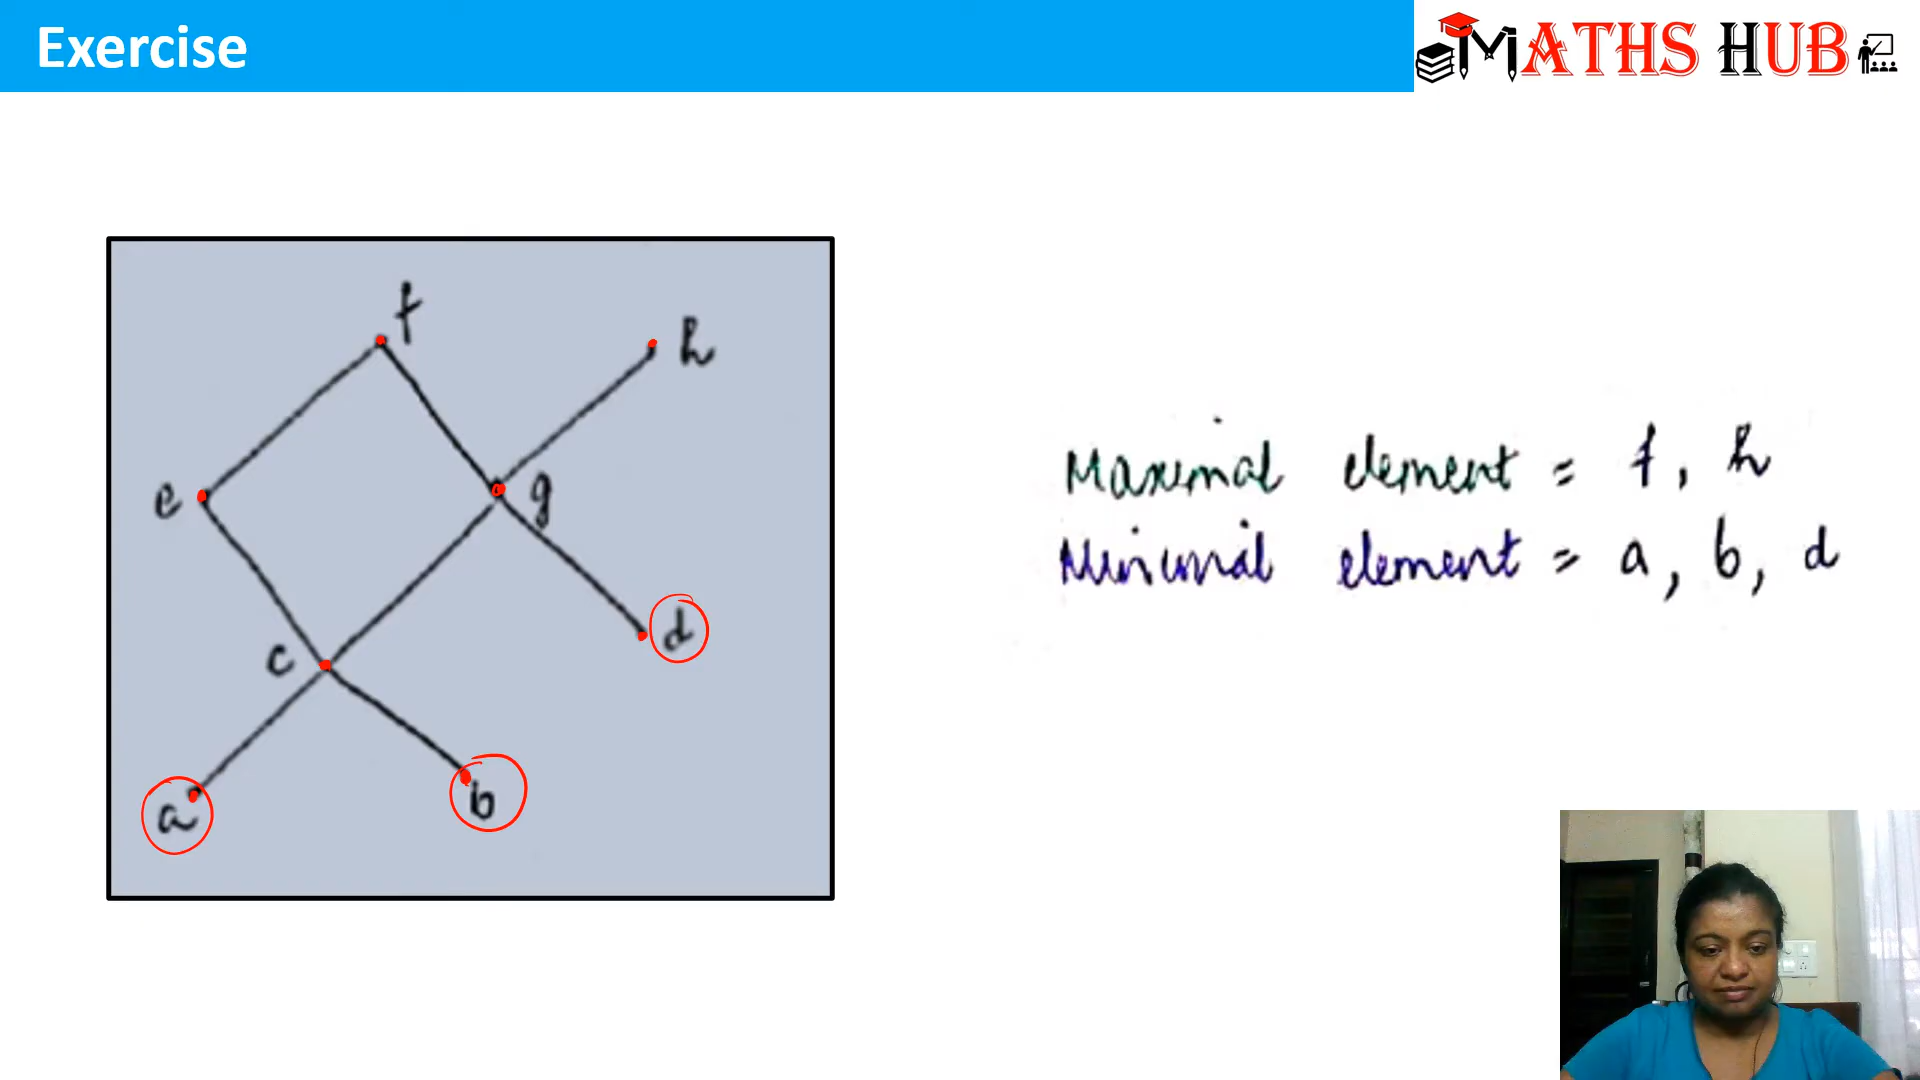 Exercise
MATHS HUB
f
h
e
g
d
c
b
a
Maximal element = f, h
Minimal element = a, b, d